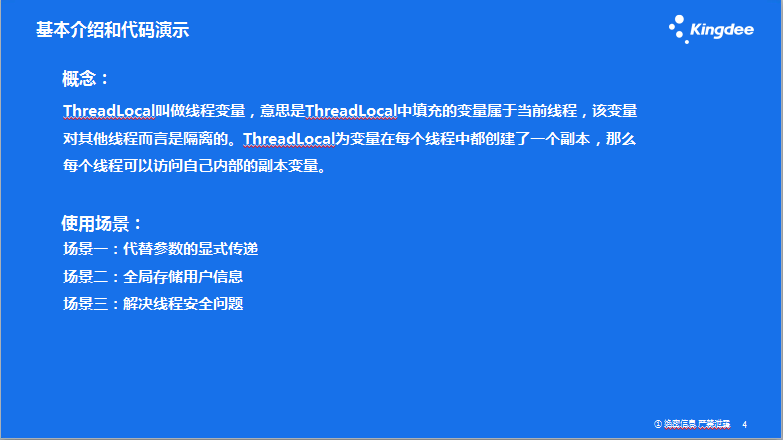 基本介绍和代码演示
Kingdee
概念：
ThreadLocal叫做线程变量，意思是ThreadLocal中填充的变量属于当前线程，该变量
对其他线程而言是隔离的。ThreadLocal为变量在每个线程中都创建了一个副本，那么
每个线程可以访问自己内部的副本变量。
使用场景：
场景一：代替参数的显式传递
场景二：全局存储用户信息
场景三：解决线程安全问题
4